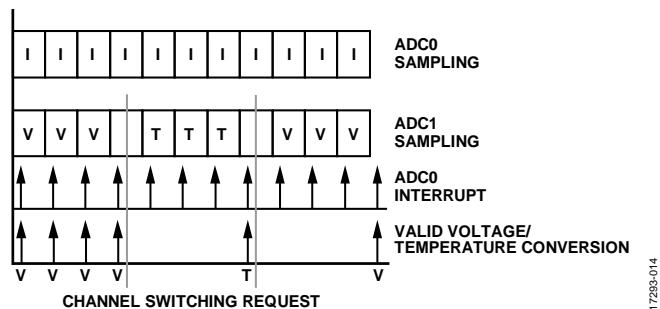 I I I I I I I I I I I
ADC0
SAMPLING
V V V T T T V V V
ADC1
SAMPLING
ADC0
INTERRUPT
VALID VOLTAGE/
TEMPERATURE CONVERSION
V V V V T V
CHANNEL SWITCHING REQUEST
17293-014